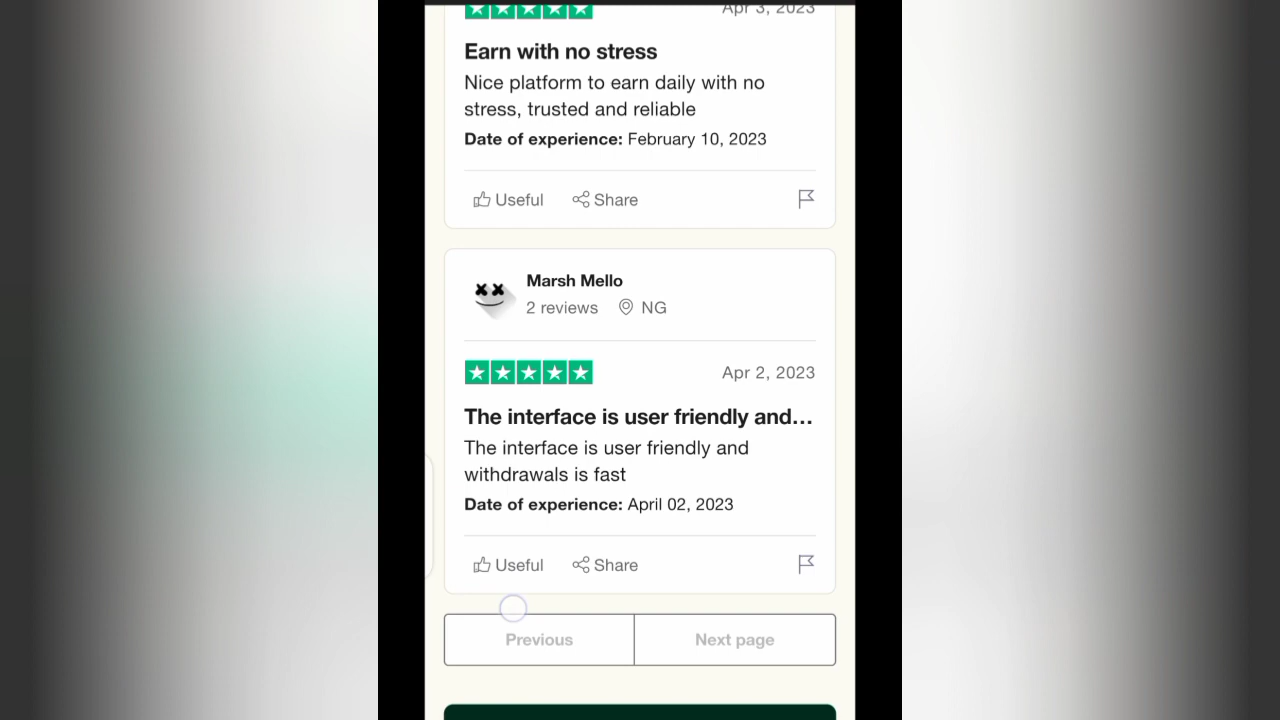 Apr 3, 2023
Earn with no stress
Nice platform to earn daily with no
stress, trusted and reliable
Date of experience: February 10, 2023
Useful Share
Marsh Mello
2 reviews NG
Apr 2, 2023
The interface is user friendly and...
The interface is user friendly and
withdrawals is fast
Date of experience: April 02, 2023
Useful Share
Previous Next page